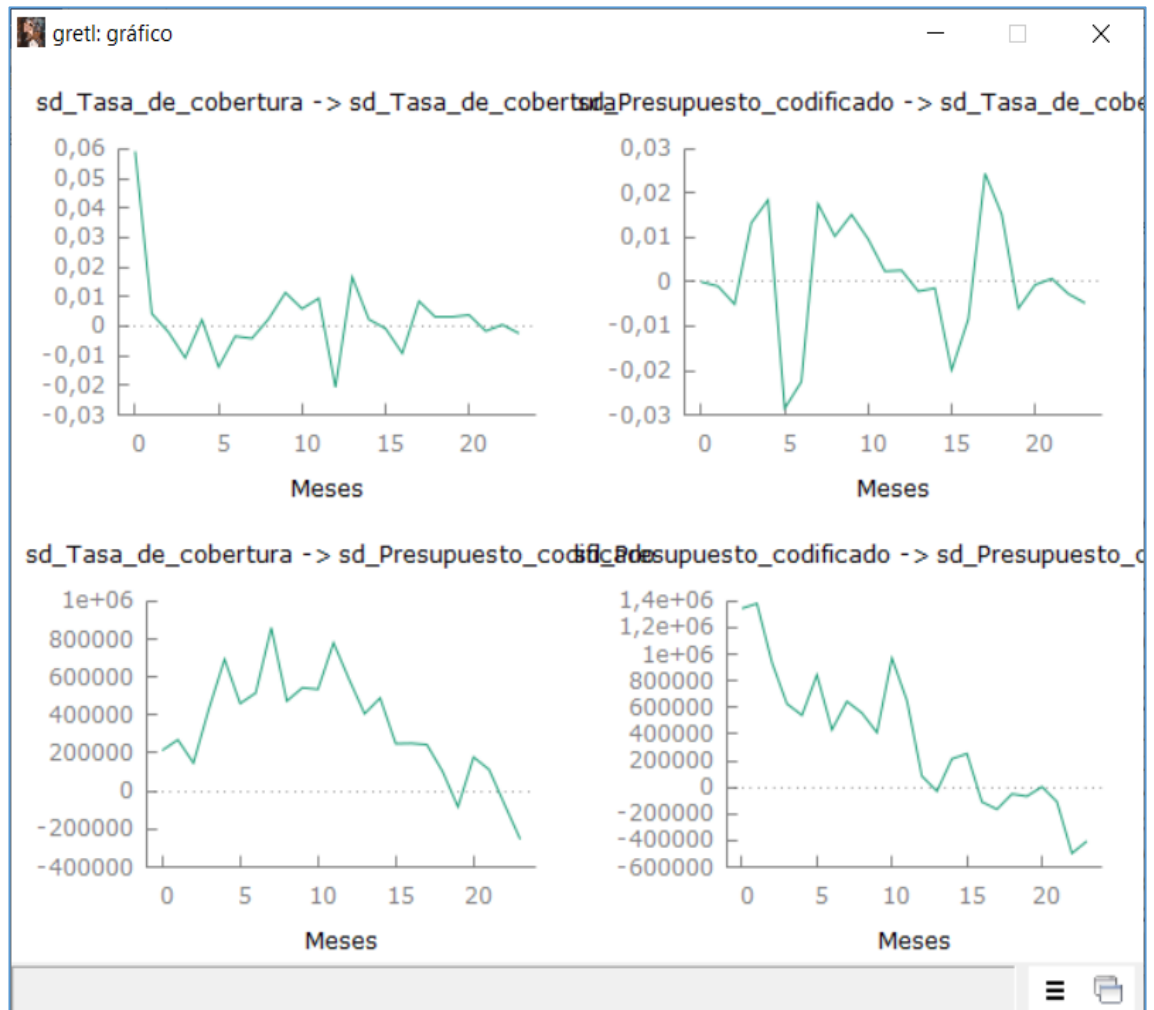 gretl: gráfico
sd_Tasa_de_cobertura -> sd_Tasa_de_cobertura
0,06
0,05
0,04
0,03
0,02
0,01
0
-0,01
-0,02
-0,03
0 5 10 15 20
Meses
sd_Presupuesto_codificado -> sd_Tasa_de_cobe
0,03
0,02
0,01
0
-0,01
-0,02
-0,03
0 5 10 15 20
Meses
sd_Tasa_de_cobertura -> sd_Presupuesto_codificado
1e+06
800000
600000
400000
200000
0
-200000
-400000
0 5 10 15 20
Meses
sd_Presupuesto_codificado -> sd_Presupuesto_c
1,4e+06
1,2e+06
1e+06
800000
600000
400000
200000
0
-200000
-400000
-600000
0 5 10 15 20
Meses